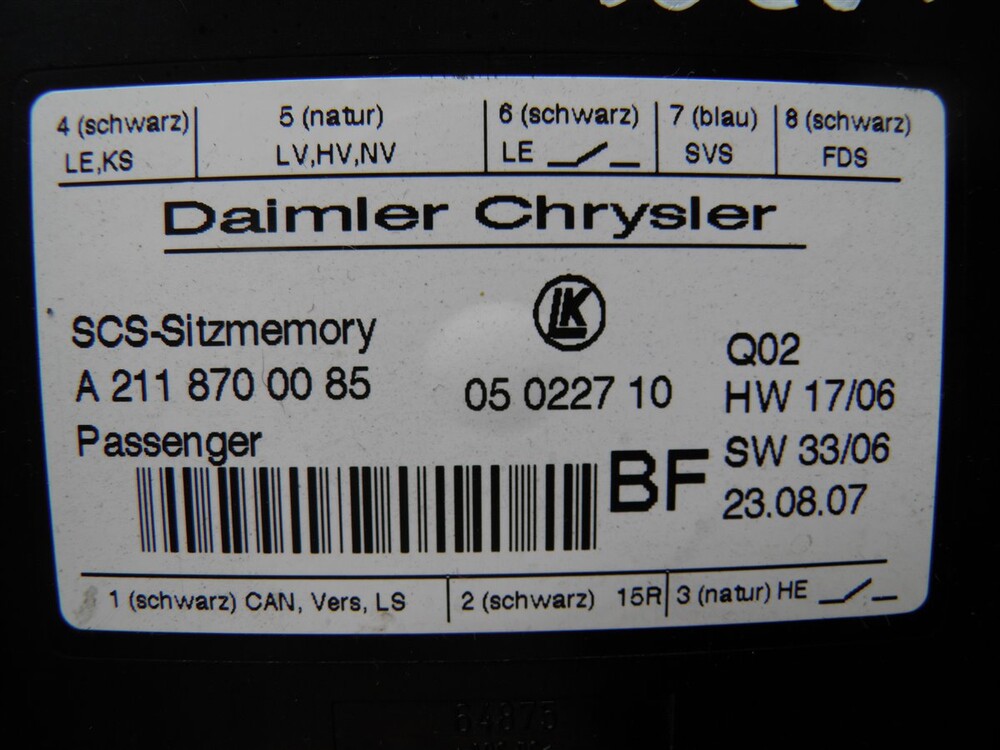 4 (schwarz) 5 (natur) 6 (schwarz) 7 (blau) 8 (schwarz)
LE,KS LV,HV,NV LE SVS FDS
Daimler Chrysler
LK
SCS-Sitzmemory
Q02
A 211 870 00 85 05 0227 10 HW 17/06
Passenger BF SW 33/06
23.08.07
1 (schwarz) CAN, Vers, LS 2 (schwarz) 15R 3 (natur) HE
64975